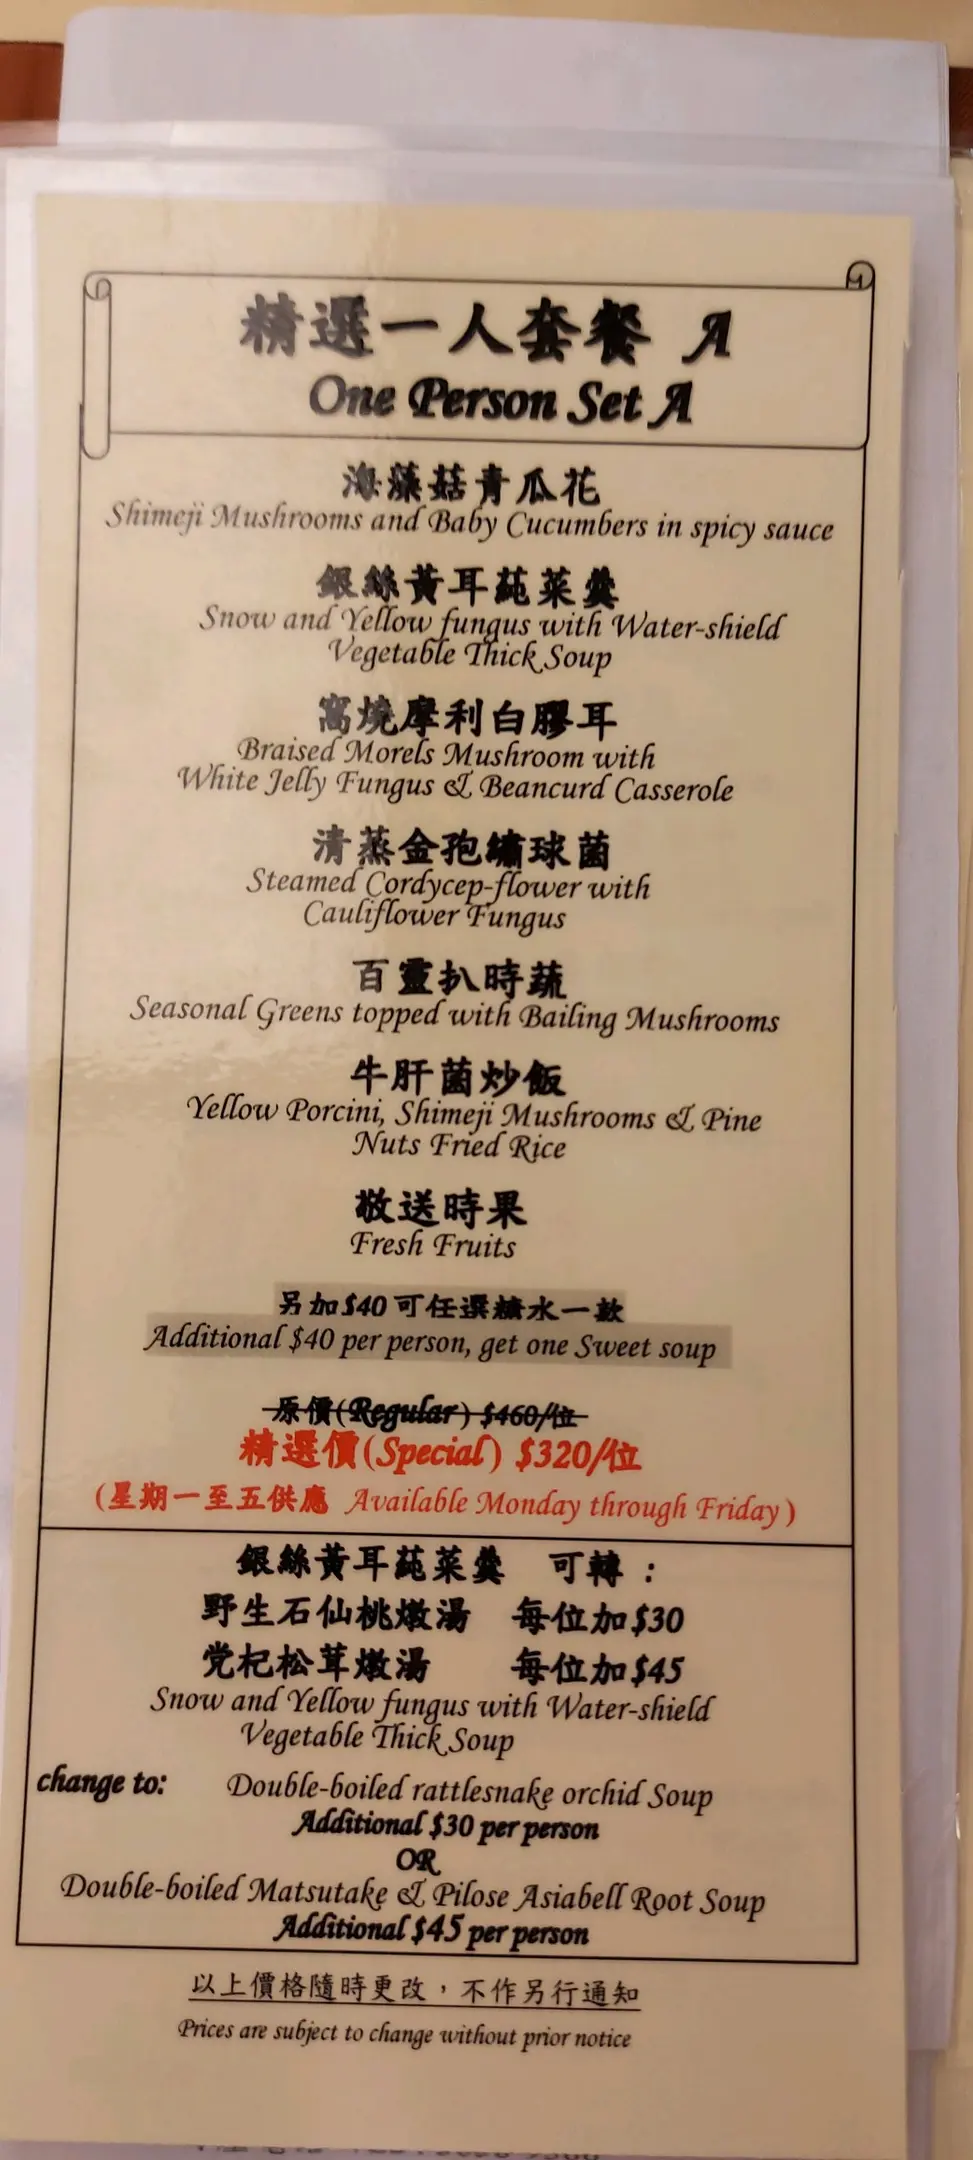 精選一人套餐 A
One Person Set A
海藻菇青瓜花
Shimeji Mushrooms and Baby Cucumbers in spicy sauce
銀絲黃耳蒓菜羹
Snow and Yellow fungus with Water-shield
Vegetable Thick Soup
窩燒摩利白膠耳
Braised Morels Mushroom with
White Jelly Fungus & Beancurd Casserole
清蒸金孢繡球菌
Steamed Cordycep-flower with
Cauliflower Fungus
百靈扒時蔬
Seasonal Greens topped with Bailing Mushrooms
牛肝菌炒飯
Yellow Porcini, Shimeji Mushrooms & Pine
Nuts Fried Rice
敬送時果
Fresh Fruits
另加$40可任選糖水一款
Additional $40 per person, get one Sweet soup
原價(Regular) $460/位
精選價(Special) $320/位
(星期一至五供應 Available Monday through Friday)
銀絲黃耳蒓菜羹 可轉：
野生石仙桃燉湯 每位加$30
党杞松茸燉湯 每位加$45
Snow and Yellow fungus with Water-shield
Vegetable Thick Soup
change to: Double-boiled rattlesnake orchid Soup
Additional $30 per person
OR
Double-boiled Matsutake & Pilose Asiabell Root Soup
Additional $45 per person
以上價格隨時更改，不作另行通知
Prices are subject to change without prior notice